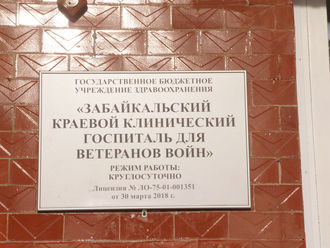 ГОСУДАРСТВЕННОЕ БЮДЖЕТНОЕ
УЧРЕЖДЕНИЕ ЗДРАВООХРАНЕНИЯ
«ЗАБАЙКАЛЬСКИЙ
КРАЕВОЙ КЛИНИЧЕСКИЙ
ГОСПИТАЛЬ ДЛЯ
ВЕТЕРАНОВ ВОЙН»
РЕЖИМ РАБОТЫ:
КРУГЛОСУТОЧНО
Лицензия № ЛО-75-01-001351
от 30 марта 2018 г.